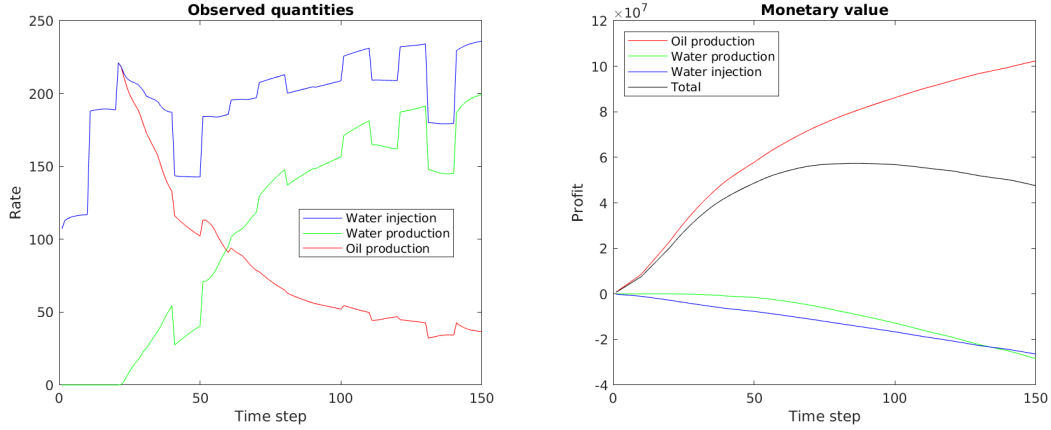 Observed quantities
250
200
150
100
50
0
Rate
0
50
100
150
Time step
Water injection
Water production
Oil production
Monetary value
×10⁷
12
10
8
6
4
2
0
-2
-4
Profit
0
50
100
150
Time step
Oil production
Water production
Water injection
Total